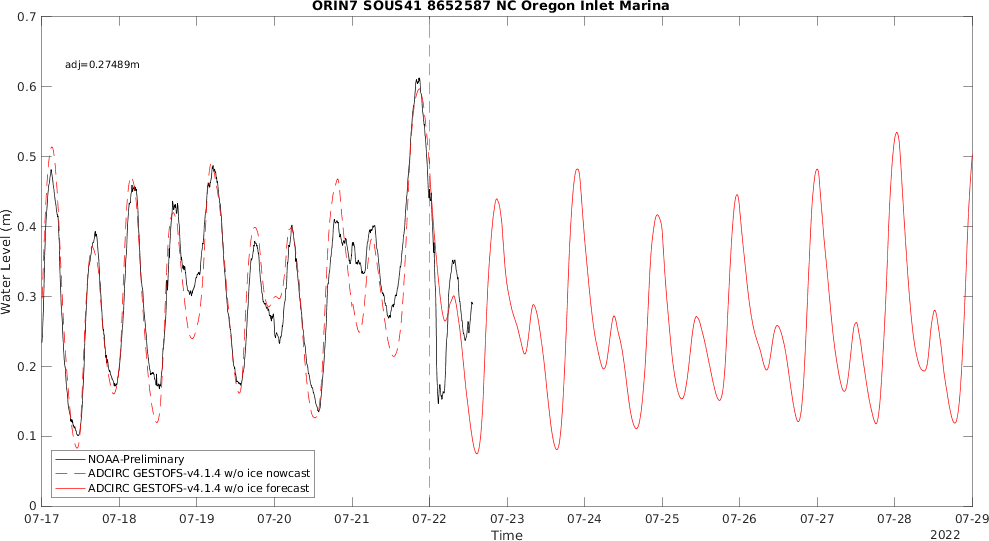 ORIN7 SOUS41 8652587 NC Oregon Inlet Marina
0.7
adj=0.27489m
0.6
0.5
0.4
Water Level (m)
0.3
0.2
0.1
NOAA-Preliminary
ADCIRC GESTOFS-v4.1.4 w/o ice nowcast
ADCIRC GESTOFS-v4.1.4 w/o ice forecast
0
07-17 07-18 07-19 07-20 07-21 07-22 07-23 07-24 07-25 07-26 07-27 07-28 07-29
Time
2022